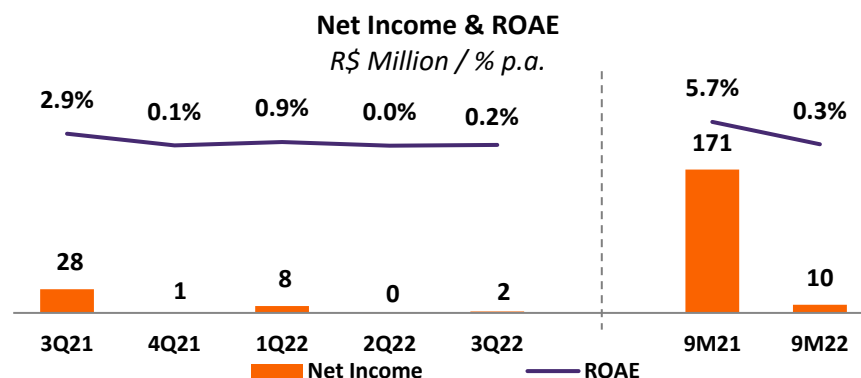 Net Income & ROAE
R$ Million / % p.a.
2.9% 0.1% 0.9% 0.0% 0.2% 5.7% 0.3%
28 1 8 0 2 171 10
3Q21 4Q21 1Q22 2Q22 3Q22 9M21 9M22
Net Income ROAE